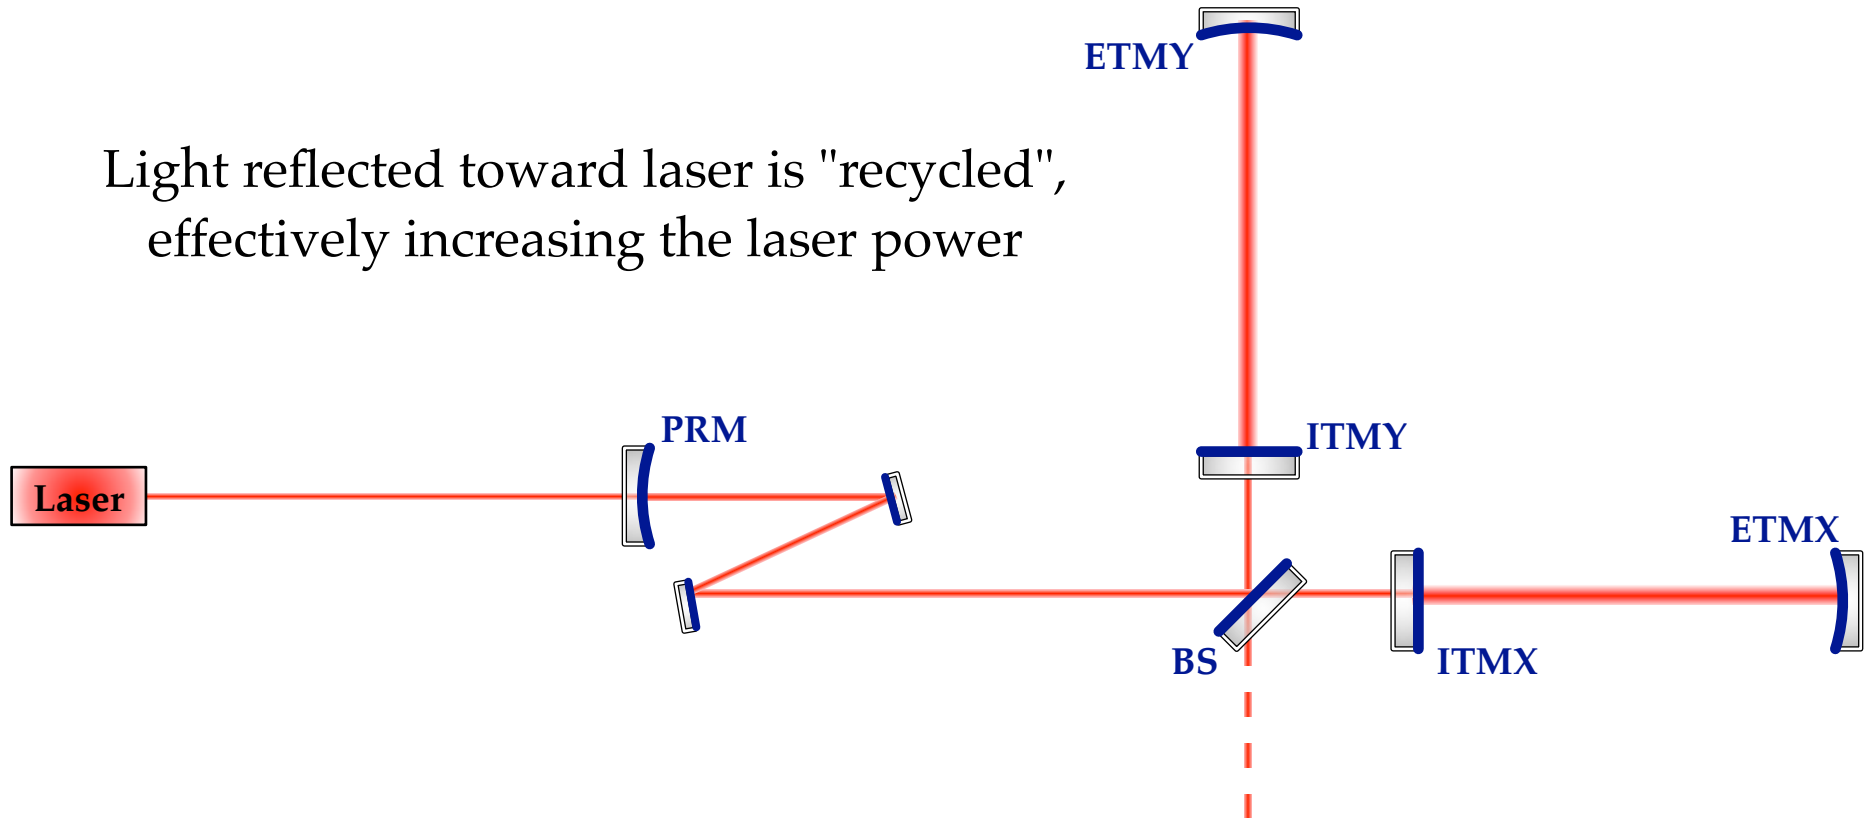 ETMY
Light reflected toward laser is "recycled",
effectively increasing the laser power
PRM
ITMY
Laser
ETMX
BS
ITMX